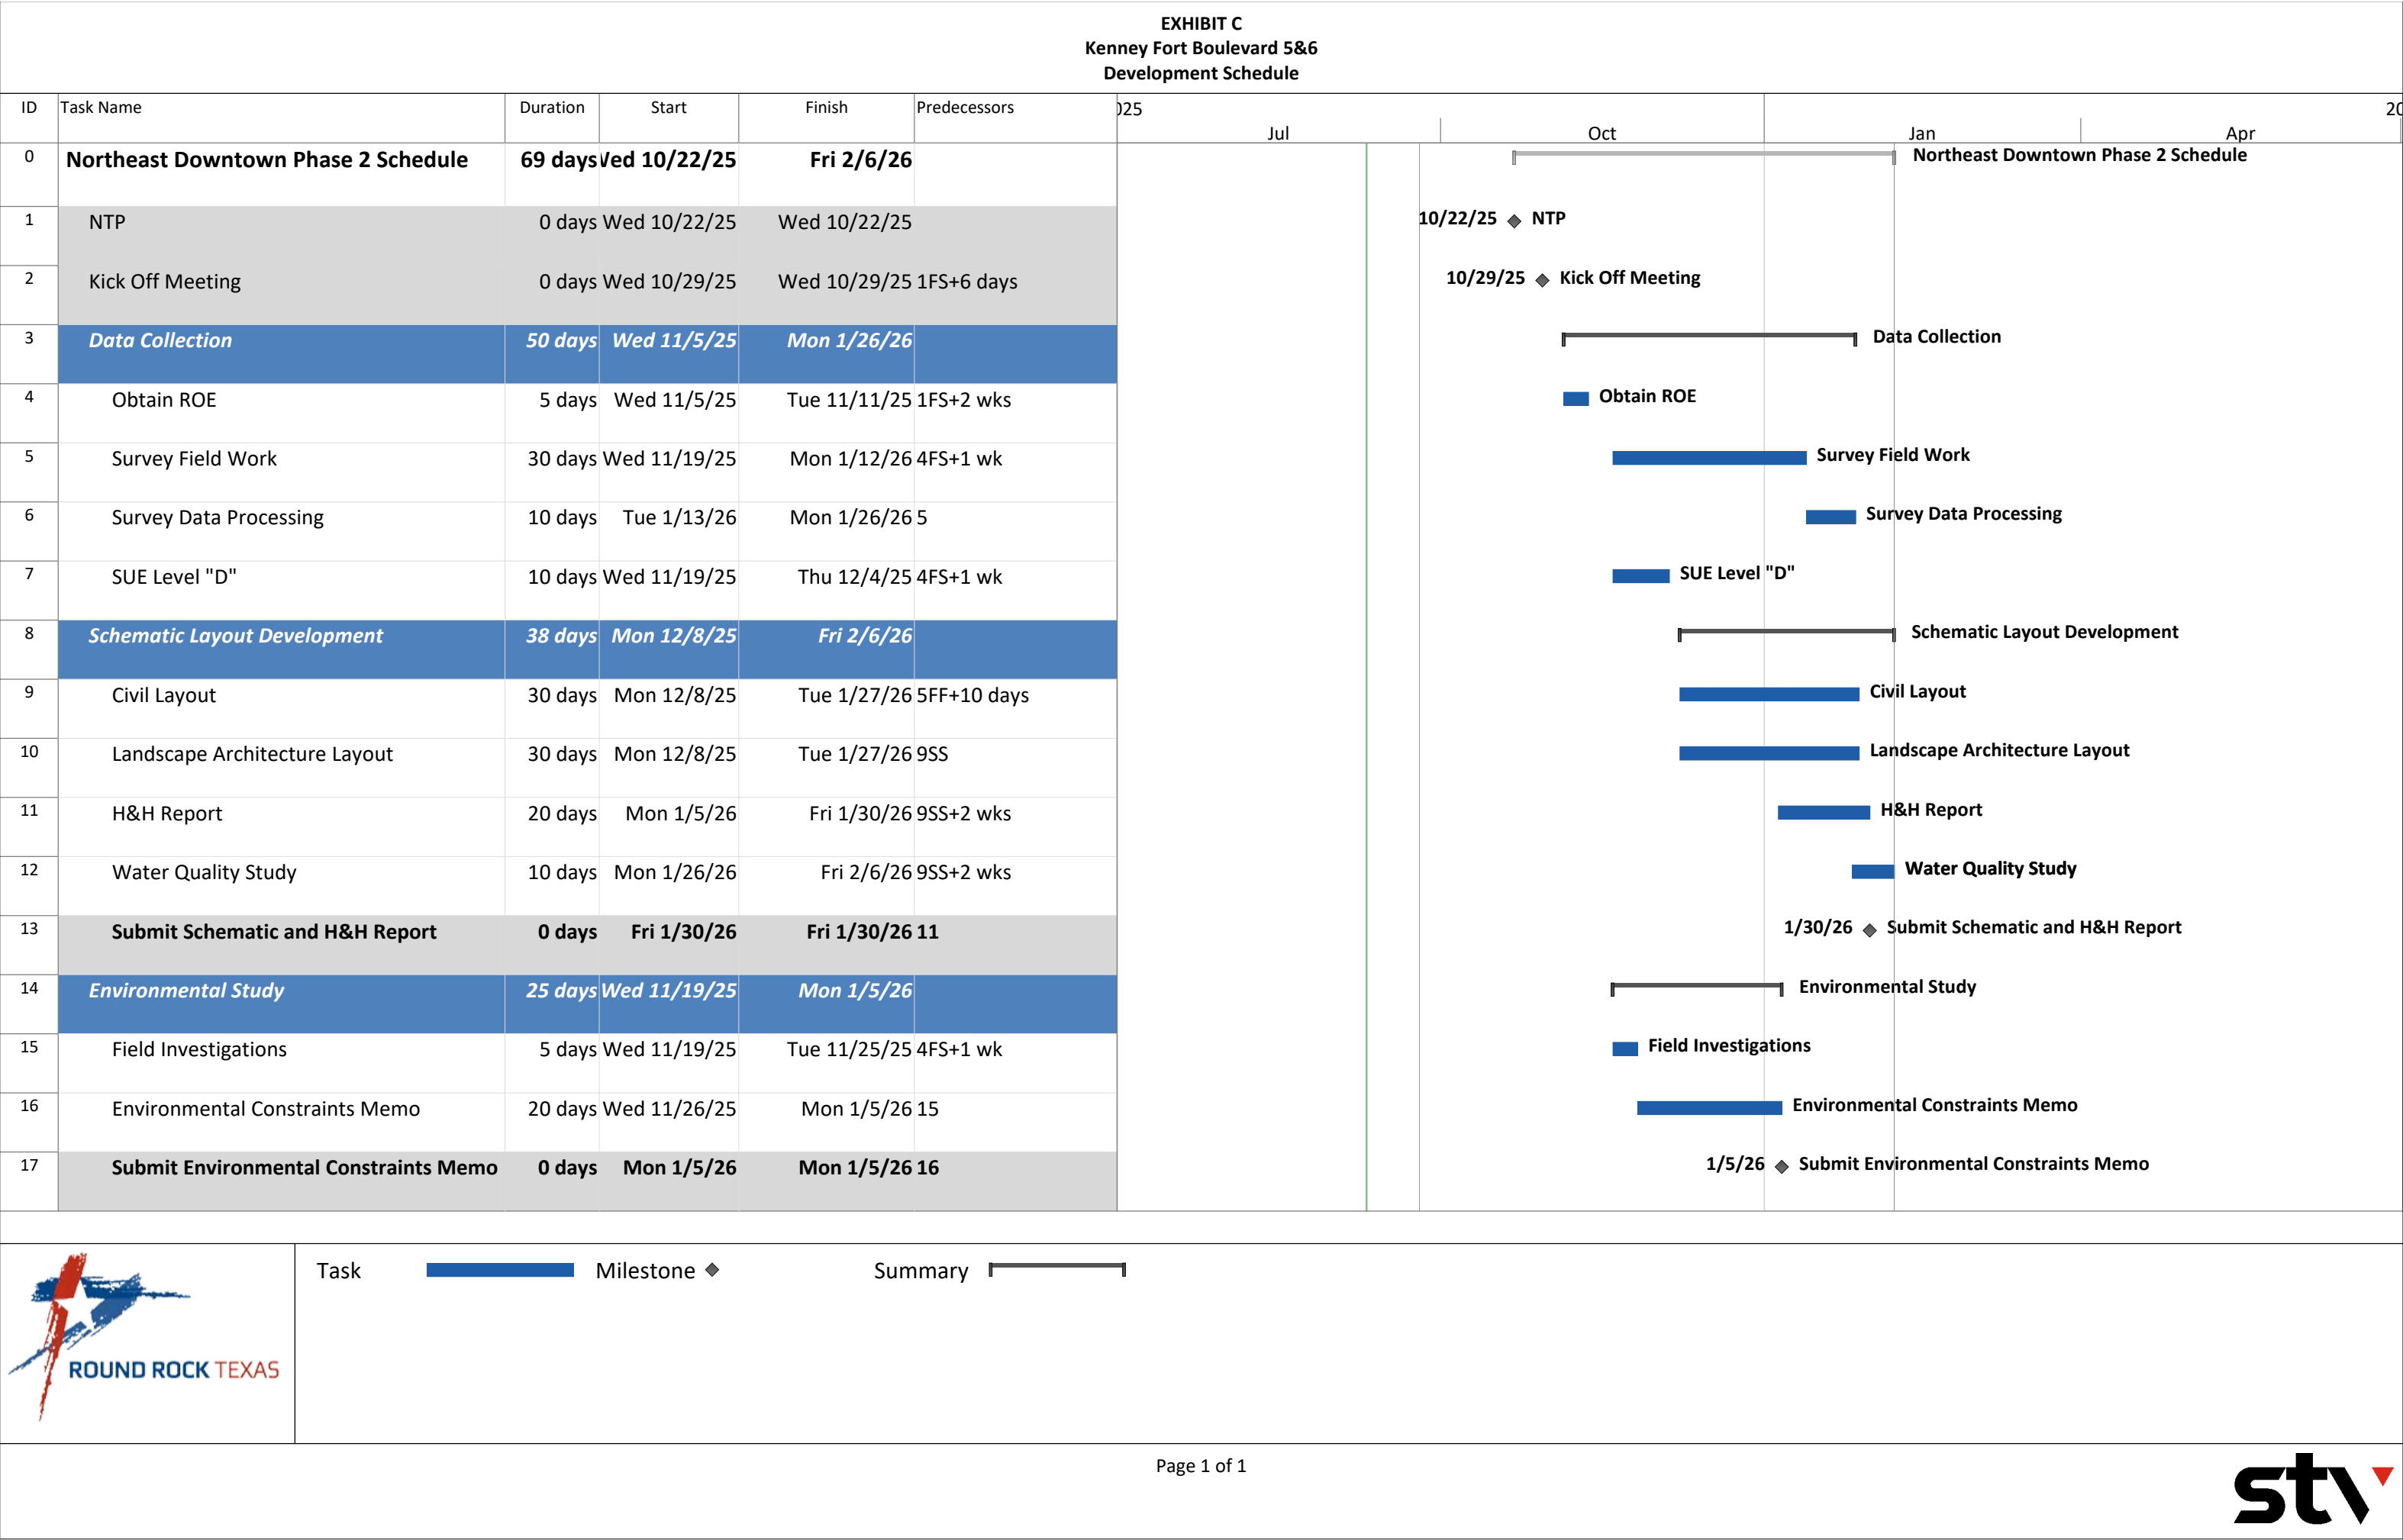 EXHIBIT C
Kenney Fort Boulevard 5&6
Development Schedule
ID Task Name Duration Start Finish Predecessors 025 20
Jul Oct Jan Apr
0 Northeast Downtown Phase 2 Schedule 69 days Wed 10/22/25 Fri 2/6/26 Northeast Downtown Phase 2 Schedule
1 NTP 0 days Wed 10/22/25 Wed 10/22/25 10/22/25 NTP
2 Kick Off Meeting 0 days Wed 10/29/25 Wed 10/29/25 1FS+6 days 10/29/25 Kick Off Meeting
3 Data Collection 50 days Wed 11/5/25 Mon 1/26/26 Data Collection
4 Obtain ROE 5 days Wed 11/5/25 Tue 11/11/25 1FS+2 wks Obtain ROE
5 Survey Field Work 30 days Wed 11/19/25 Mon 1/12/26 4FS+1 wk Survey Field Work
6 Survey Data Processing 10 days Tue 1/13/26 Mon 1/26/26 5 Survey Data Processing
7 SUE Level "D" 10 days Wed 11/19/25 Thu 12/4/25 4FS+1 wk SUE Level "D"
8 Schematic Layout Development 38 days Mon 12/8/25 Fri 2/6/26 Schematic Layout Development
9 Civil Layout 30 days Mon 12/8/25 Tue 1/27/26 5FF+10 days Civil Layout
10 Landscape Architecture Layout 30 days Mon 12/8/25 Tue 1/27/26 9SS Landscape Architecture Layout
11 H&H Report 20 days Mon 1/5/26 Fri 1/30/26 9SS+2 wks H&H Report
12 Water Quality Study 10 days Mon 1/26/26 Fri 2/6/26 9SS+2 wks Water Quality Study
13 Submit Schematic and H&H Report 0 days Fri 1/30/26 Fri 1/30/26 11 1/30/26 Submit Schematic and H&H Report
14 Environmental Study 25 days Wed 11/19/25 Mon 1/5/26 Environmental Study
15 Field Investigations 5 days Wed 11/19/25 Tue 11/25/25 4FS+1 wk Field Investigations
16 Environmental Constraints Memo 20 days Wed 11/26/25 Mon 1/5/26 15 Environmental Constraints Memo
17 Submit Environmental Constraints Memo 0 days Mon 1/5/26 Mon 1/5/26 16 1/5/26 Submit Environmental Constraints Memo
Task Milestone Summary
ROUND ROCK TEXAS
Page 1 of 1
stv